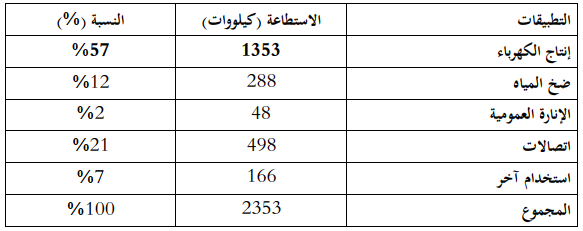 التطبيقات الاستطاعة (كيلووات) النسبة (%)
إنتاج الكهرباء 1353 %57
ضخ المياه 288 %12
الإنارة العمومية 48 %2
اتصالات 498 %21
استخدام آخر 166 %7
المجموع 2353 %100